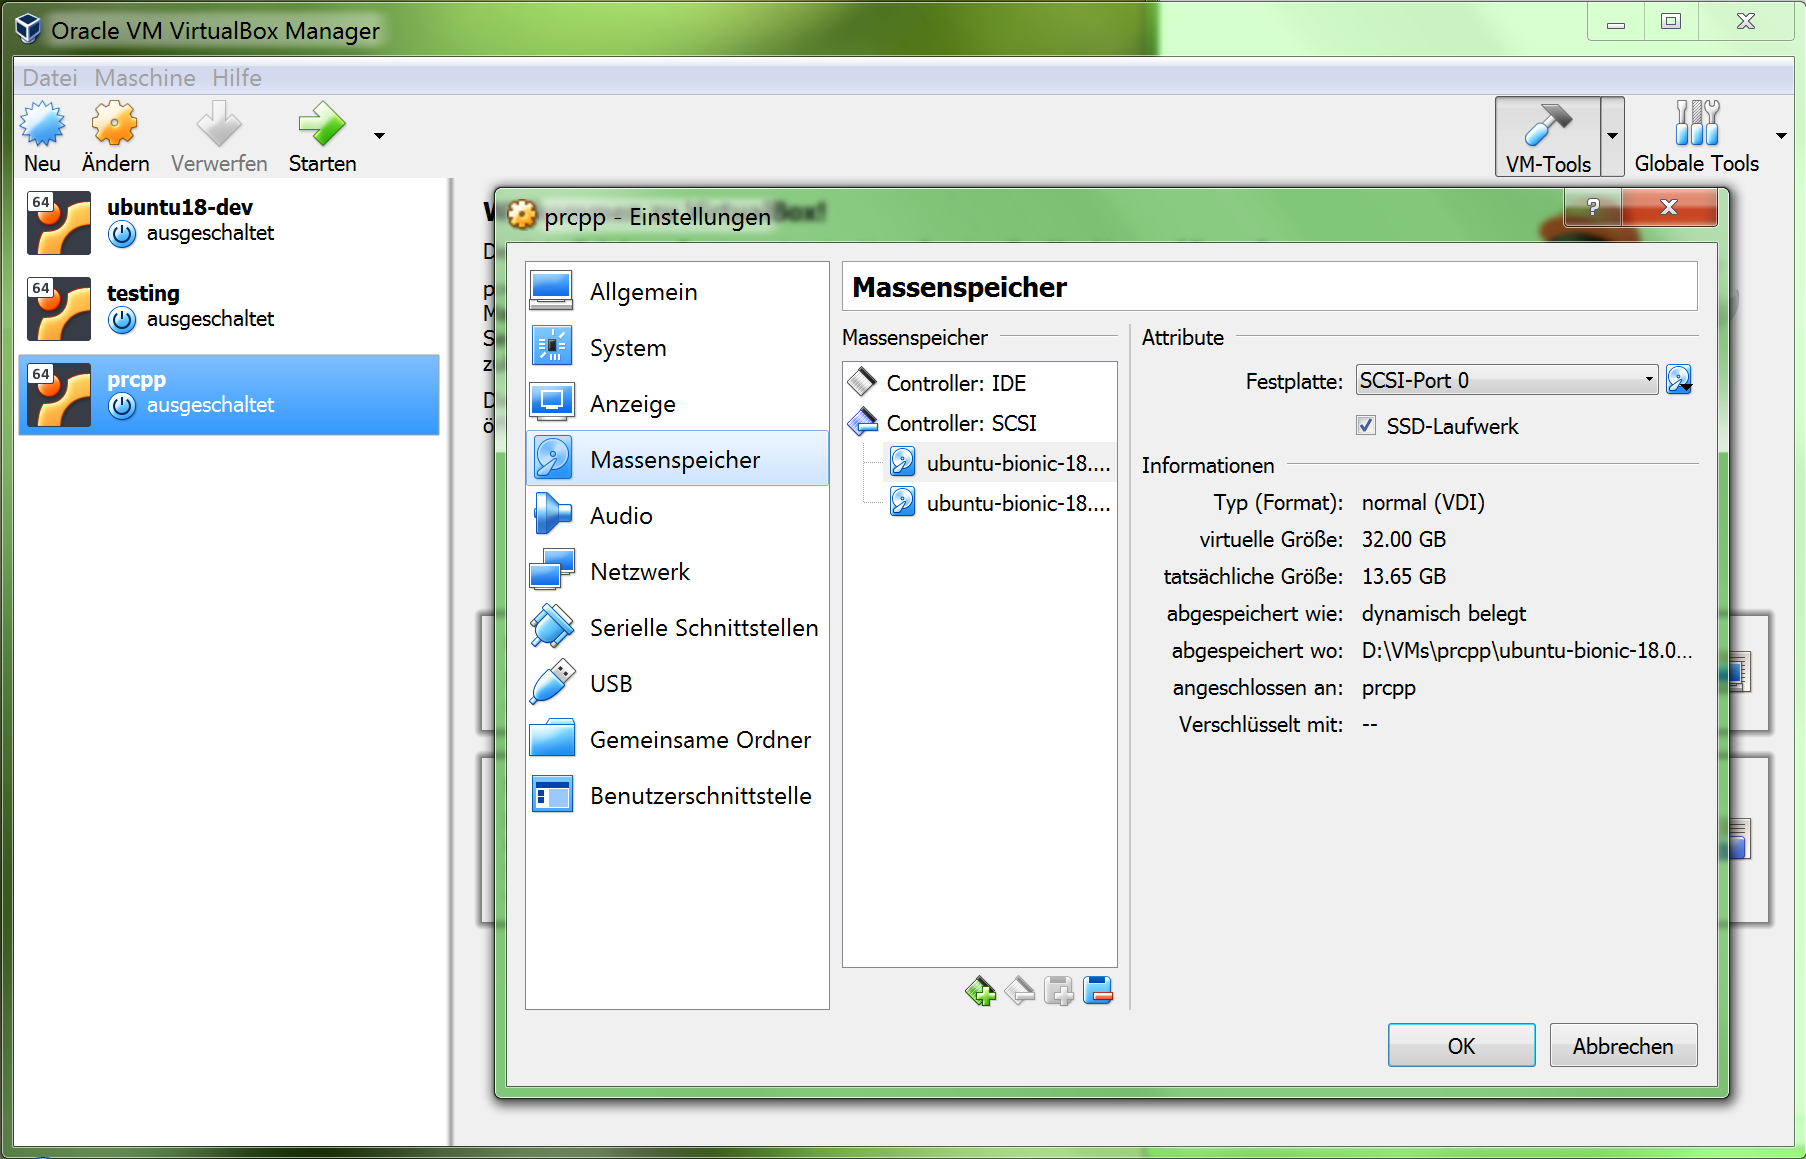 Oracle VM VirtualBox Manager
Datei Maschine Hilfe
Neu Ändern Verwerfen Starten
VM-Tools Globale Tools
64 ubuntu18-dev
ausgeschaltet
64 testing
ausgeschaltet
64 prcpp
ausgeschaltet
prcpp - Einstellungen
?
Allgemein
System
Anzeige
Massenspeicher
Audio
Netzwerk
Serielle Schnittstellen
USB
Gemeinsame Ordner
Benutzerschnittstelle
Massenspeicher
Massenspeicher
Controller: IDE
Controller: SCSI
ubuntu-bionic-18....
ubuntu-bionic-18....
Attribute
Festplatte: SCSI-Port 0
SSD-Laufwerk
Informationen
Typ (Format): normal (VDI)
virtuelle Größe: 32.00 GB
tatsächliche Größe: 13.65 GB
abgespeichert wie: dynamisch belegt
abgespeichert wo: D:\VMs\prcpp\ubuntu-bionic-18.0...
angeschlossen an: prcpp
Verschlüsselt mit: --
OK Abbrechen